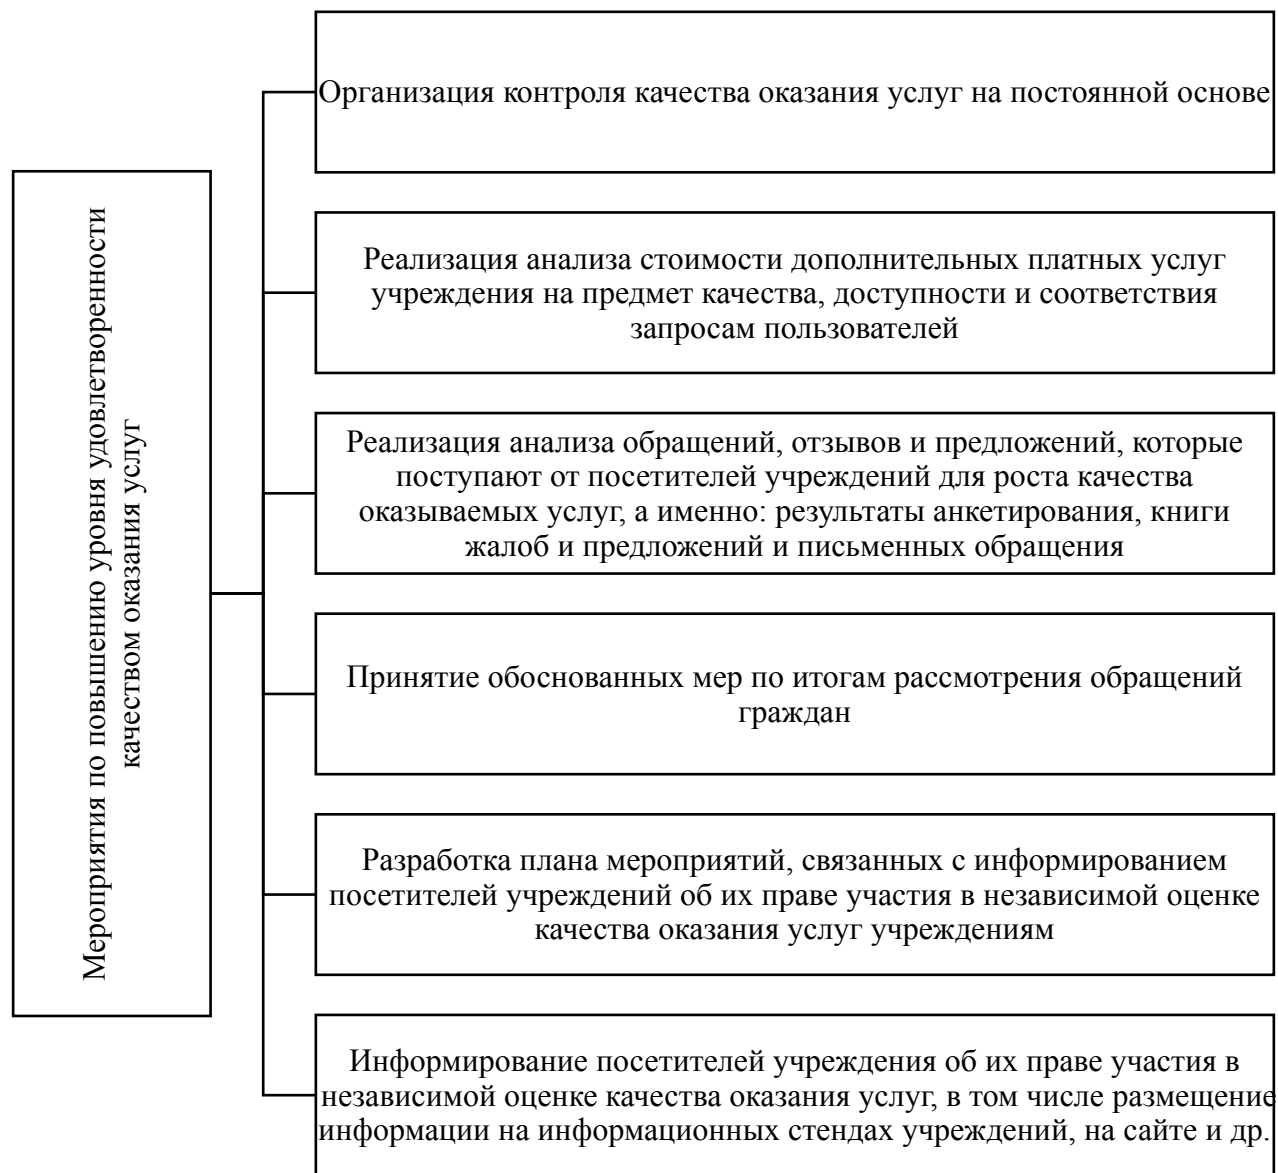 Мероприятия по повышению уровня удовлетворенности
качеством оказания услуг
Организация контроля качества оказания услуг на постоянной основе
Реализация анализа стоимости дополнительных платных услуг
учреждения на предмет качества, доступности и соответствия
запросам пользователей
Реализация анализа обращений, отзывов и предложений, которые
поступают от посетителей учреждений для роста качества
оказываемых услуг, а именно: результаты анкетирования, книги
жалоб и предложений и письменных обращения
Принятие обоснованных мер по итогам рассмотрения обращений
граждан
Разработка плана мероприятий, связанных с информированием
посетителей учреждений об их праве участия в независимой оценке
качества оказания услуг учреждениям
Информирование посетителей учреждения об их праве участия в
независимой оценке качества оказания услуг, в том числе размещение
информации на информационных стендах учреждений, на сайте и др.